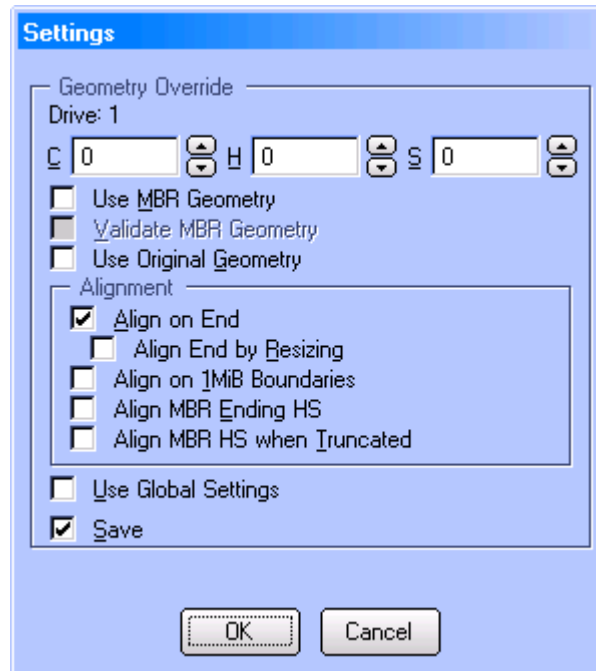 Settings
Geometry Override
Drive: 1
C 0 H 0 S 0
Use MBR Geometry
Validate MBR Geometry
Use Original Geometry
Alignment
Align on End
Align End by Resizing
Align on 1MiB Boundaries
Align MBR Ending HS
Align MBR HS when Truncated
Use Global Settings
Save
OK Cancel